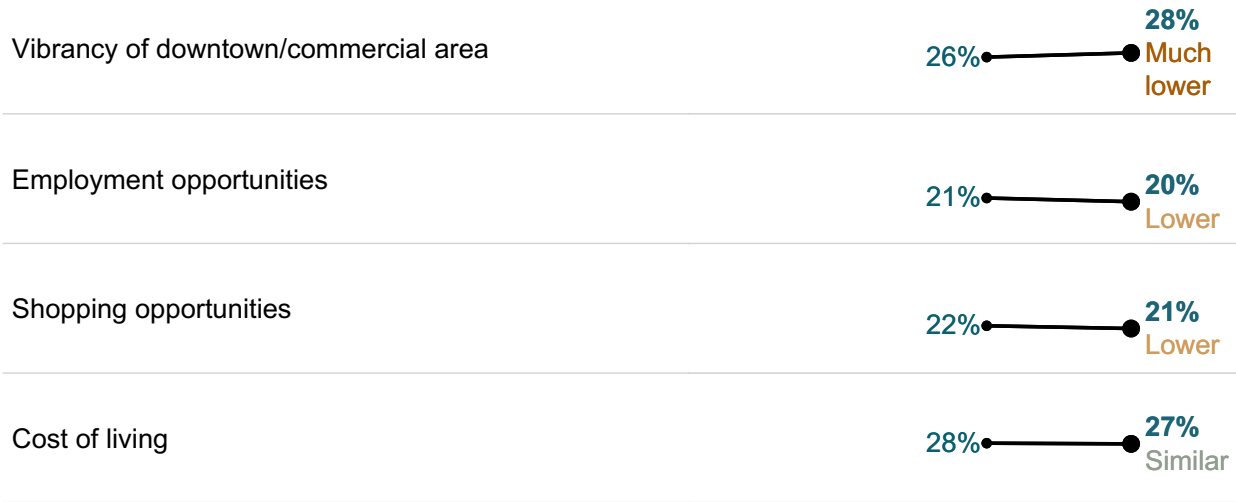 Vibrancy of downtown/commercial area
26%
28%
Much
lower
Employment opportunities
21%
20%
Lower
Shopping opportunities
22%
21%
Lower
Cost of living
28%
27%
Similar